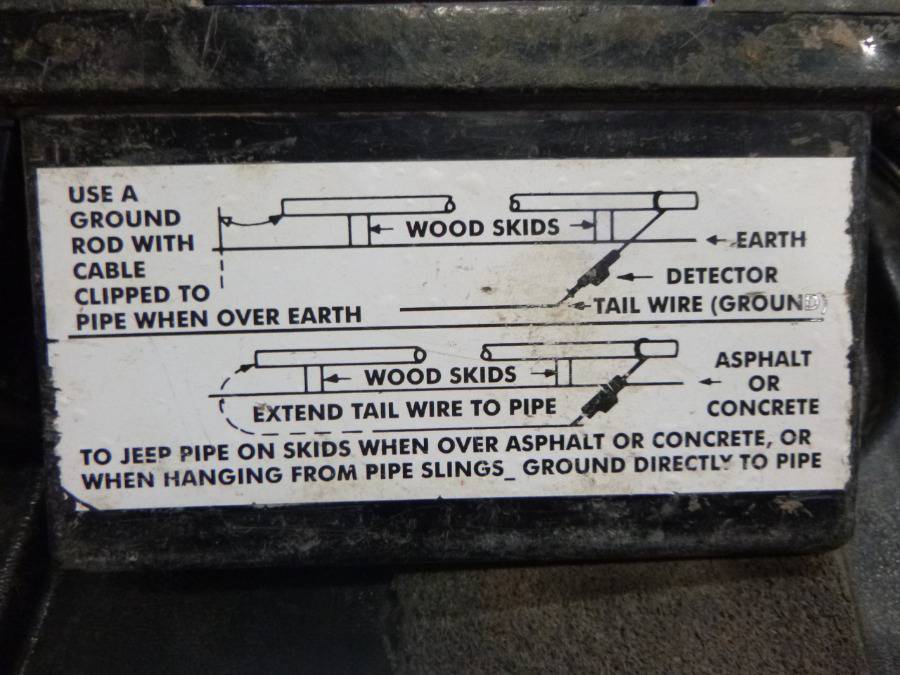 USE A
GROUND
ROD WITH
CABLE
CLIPPED TO
PIPE WHEN OVER EARTH
WOOD SKIDS
EARTH
DETECTOR
TAIL WIRE (GROUND)
WOOD SKIDS
ASPHALT
OR
CONCRETE
EXTEND TAIL WIRE TO PIPE
TO JEEP PIPE ON SKIDS WHEN OVER ASPHALT OR CONCRETE, OR
WHEN HANGING FROM PIPE SLINGS_ GROUND DIRECTLY TO PIPE